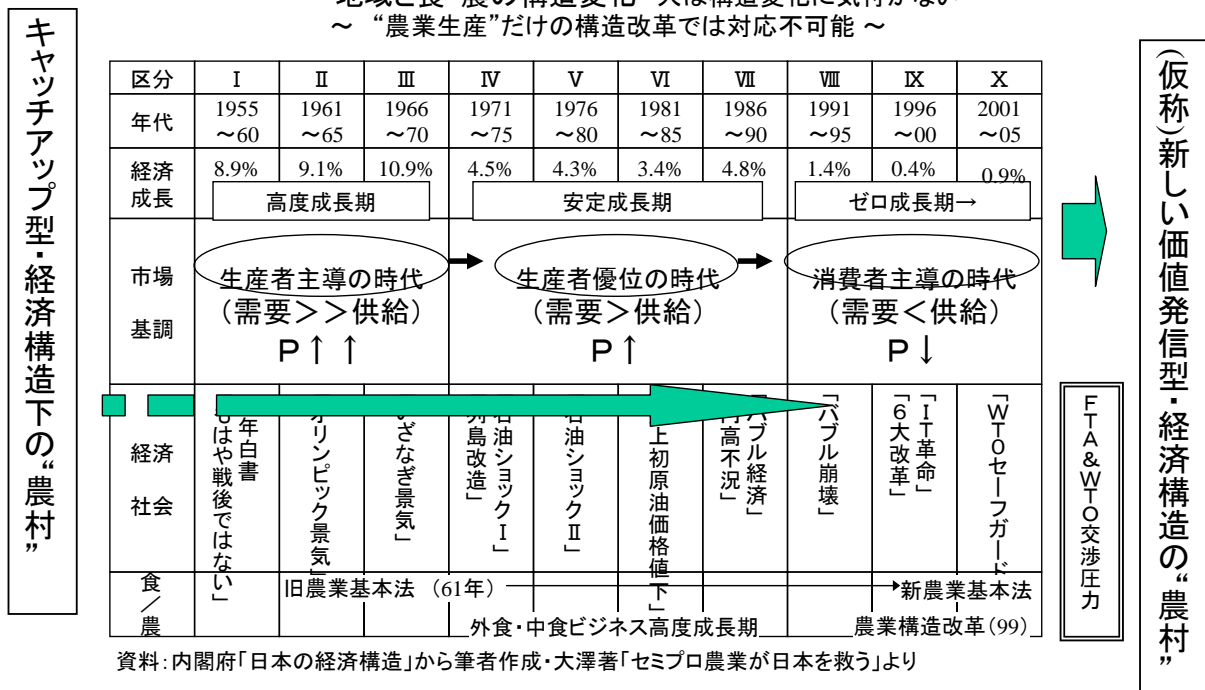 ～ “農業生産”だけの構造改革では対応不可能 ～
キャッチアップ型・経済構造下の“農村”
区分 Ⅰ Ⅱ Ⅲ Ⅳ Ⅴ Ⅵ Ⅶ Ⅷ Ⅸ Ⅹ
年代 1955～60 1961～65 1966～70 1971～75 1976～80 1981～85 1986～90 1991～95 1996～00 2001～05
経済成長 8.9% 9.1% 10.9% 4.5% 4.3% 3.4% 4.8% 1.4% 0.4% 0.9%
高度成長期 安定成長期 ゼロ成長期→
市場基調
生産者主導の時代 生産者優位の時代 消費者主導の時代
(需要＞＞供給) (需要＞供給) (需要＜供給)
P↑↑ P↑ P↓
経済社会
年白書
もはや戦後ではない」
オリンピック景気」
いざなぎ景気」
石油ショックⅠ」
列島改造」
石油ショックⅡ」
上初原油価格値下」
バブル経済」
円高不況」
「バブル崩壊」
「IT革命」
「6大改革」
「WTOセーフガード
食／農
旧農業基本法 (61年) 新農業基本法
外食・中食ビジネス高度成長期 農業構造改革(99)
FTA&WTO交渉圧力
(仮称)新しい価値発信型・経済構造の“農村”
資料：内閣府「日本の経済構造」から筆者作成・大澤著「セミプロ農業が日本を救う」より